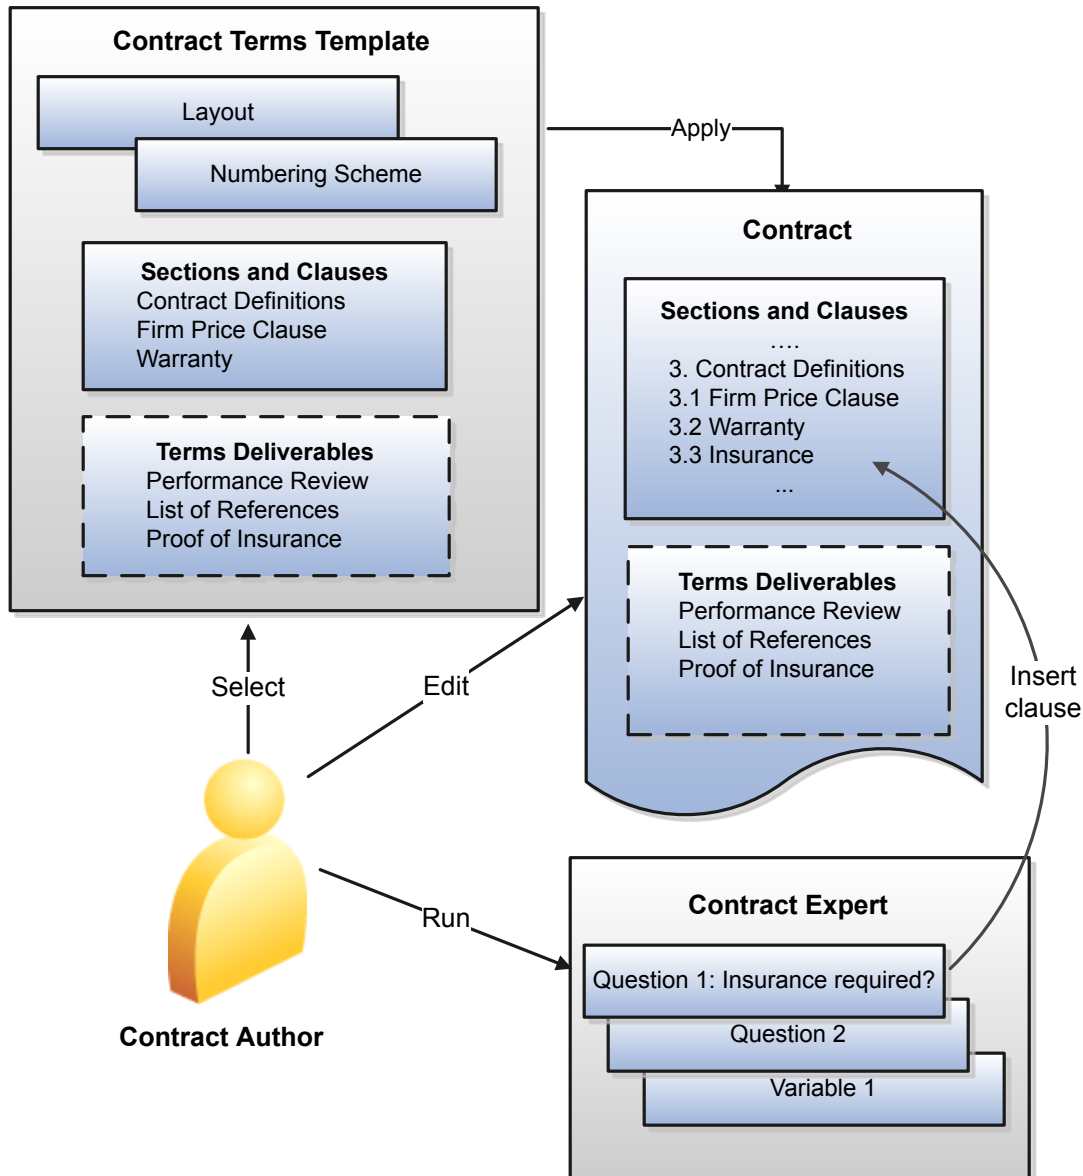 Contract Terms Template
Layout
Numbering Scheme
Sections and Clauses
Contract Definitions
Firm Price Clause
Warranty
Terms Deliverables
Performance Review
List of References
Proof of Insurance
Apply
Contract
Sections and Clauses
....
3. Contract Definitions
3.1 Firm Price Clause
3.2 Warranty
3.3 Insurance
...
Terms Deliverables
Performance Review
List of References
Proof of Insurance
Select
Edit
Insert
clause
Run
Contract Author
Contract Expert
Question 1: Insurance required?
Question 2
Variable 1